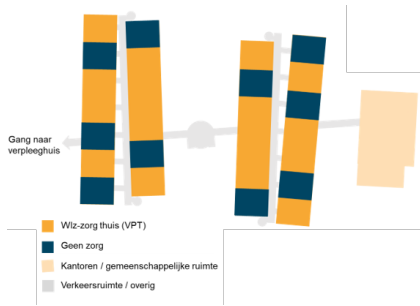 Gang naar
verpleeghuis
Wlz-zorg thuis (VPT)
Geen zorg
Kantoren / gemeenschappelijke ruimte
Verkeersruimte / overig